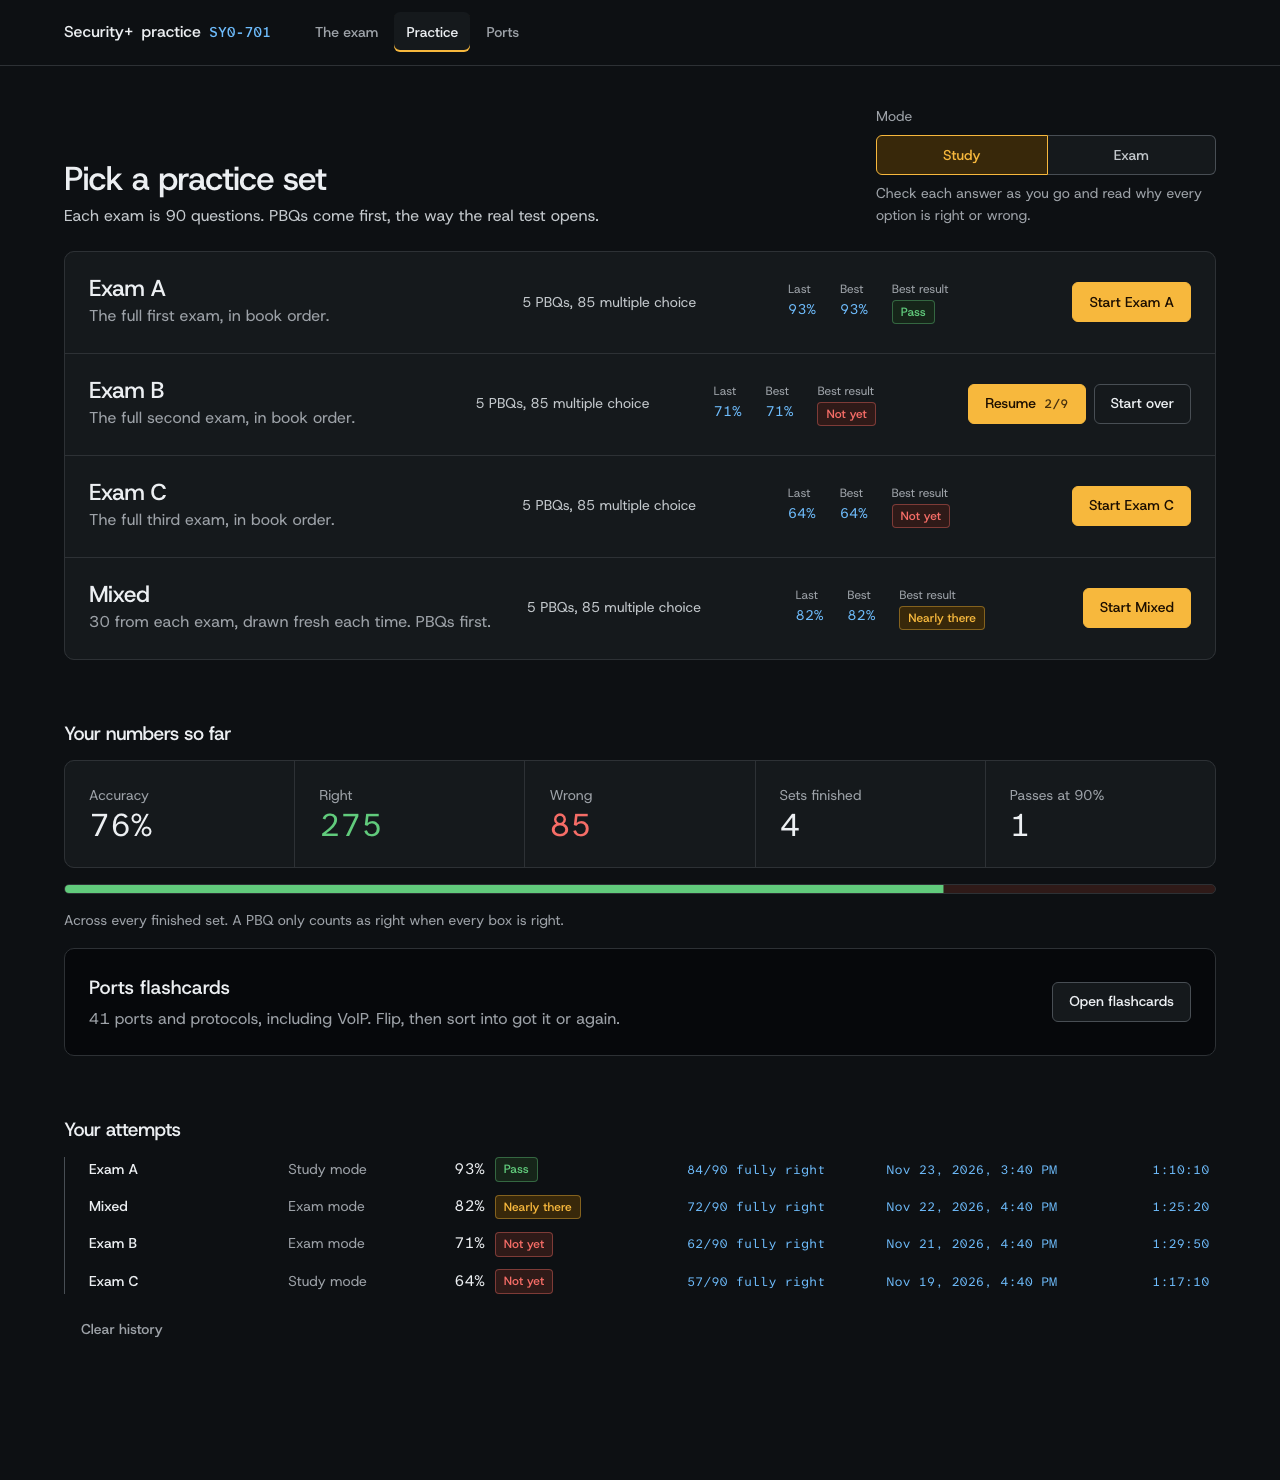 Security+ practice SY0-701
The exam
Practice
Ports
Mode
Study
Exam
Check each answer as you go and read why every
option is right or wrong.
Pick a practice set
Each exam is 90 questions. PBQs come first, the way the real test opens.
Exam A
The full first exam, in book order.
5 PBQs, 85 multiple choice
Last
93%
Best
93%
Best result
Pass
Start Exam A
Exam B
The full second exam, in book order.
5 PBQs, 85 multiple choice
Last
71%
Best
71%
Best result
Not yet
Resume 2/9
Start over
Exam C
The full third exam, in book order.
5 PBQs, 85 multiple choice
Last
64%
Best
64%
Best result
Not yet
Start Exam C
Mixed
30 from each exam, drawn fresh each time. PBQs first.
5 PBQs, 85 multiple choice
Last
82%
Best
82%
Best result
Nearly there
Start Mixed
Your numbers so far
Accuracy
76%
Right
275
Wrong
85
Sets finished
4
Passes at 90%
1
Across every finished set. A PBQ only counts as right when every box is right.
Ports flashcards
41 ports and protocols, including VoIP. Flip, then sort into got it or again.
Open flashcards
Your attempts
Exam A Study mode 93% Pass 84/90 fully right Nov 23, 2026, 3:40 PM 1:10:10
Mixed Exam mode 82% Nearly there 72/90 fully right Nov 22, 2026, 4:40 PM 1:25:20
Exam B Exam mode 71% Not yet 62/90 fully right Nov 21, 2026, 4:40 PM 1:29:50
Exam C Study mode 64% Not yet 57/90 fully right Nov 19, 2026, 4:40 PM 1:17:10
Clear history